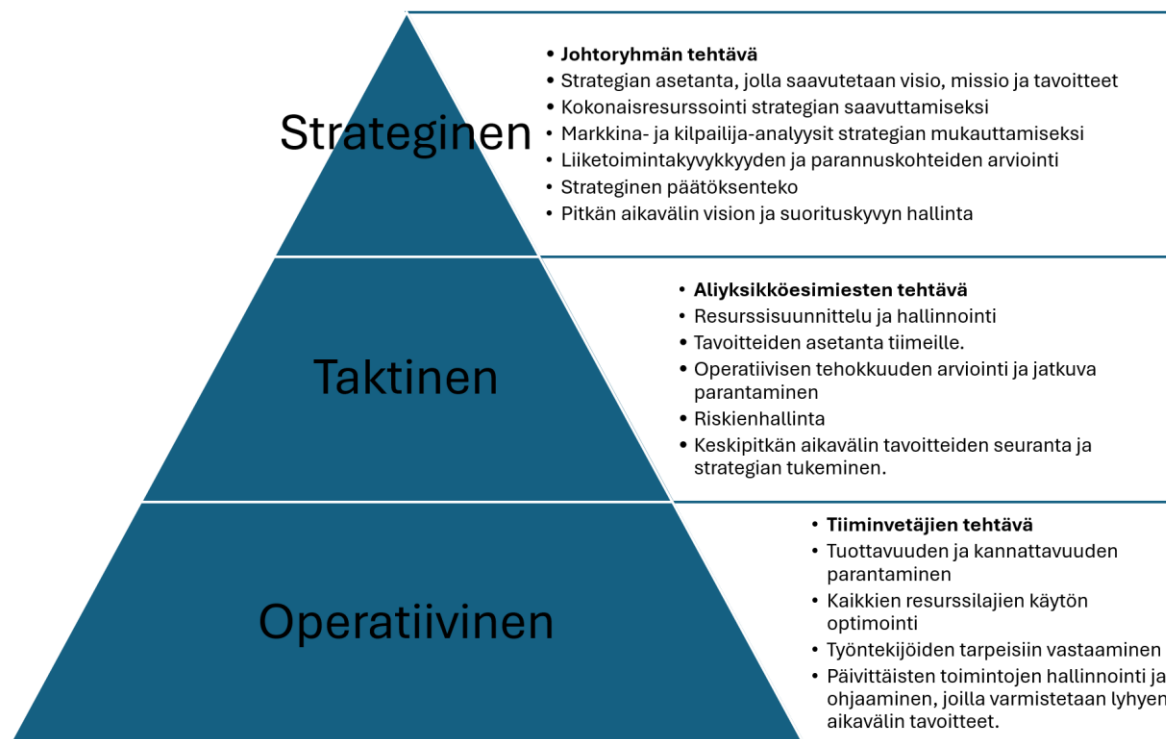 Strateginen
• Johtoryhmän tehtävä
• Strategian asetanta, jolla saavutetaan visio, missio ja tavoitteet
• Kokonaisresurssointi strategian saavuttamiseksi
• Markkina- ja kilpailija-analyysit strategian mukauttamiseksi
• Liiketoimintakyvykkyyden ja parannuskohteiden arviointi
• Strateginen päätöksenteko
• Pitkän aikavälin vision ja suorituskyvyn hallinta
Taktinen
• Aliyksikköesimiesten tehtävä
• Resurssisuunnittelu ja hallinnointi
• Tavoitteiden asetanta tiimeille.
• Operatiivisen tehokkuuden arviointi ja jatkuva
parantaminen
• Riskienhallinta
• Keskipitkän aikavälin tavoitteiden seuranta ja
strategian tukeminen.
Operatiivinen
• Tiiminvetäjien tehtävä
• Tuottavuuden ja kannattavuuden
parantaminen
• Kaikkien resurssilajien käytön
optimointi
• Työntekijöiden tarpeisiin vastaaminen
• Päivittäisten toimintojen hallinnointi ja
ohjaaminen, joilla varmistetaan lyhyen
aikavälin tavoitteet.